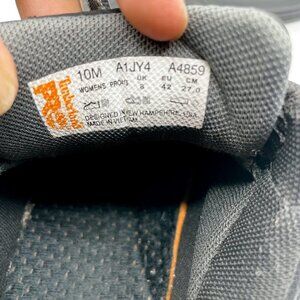 Timberland PRO
10M A1JY4 A4859
WOMENS PROIS UK EU CM
8 42 27.0
DESIGNED IN NEW HAMPSHIRE, USA
MADE IN VIETNAM